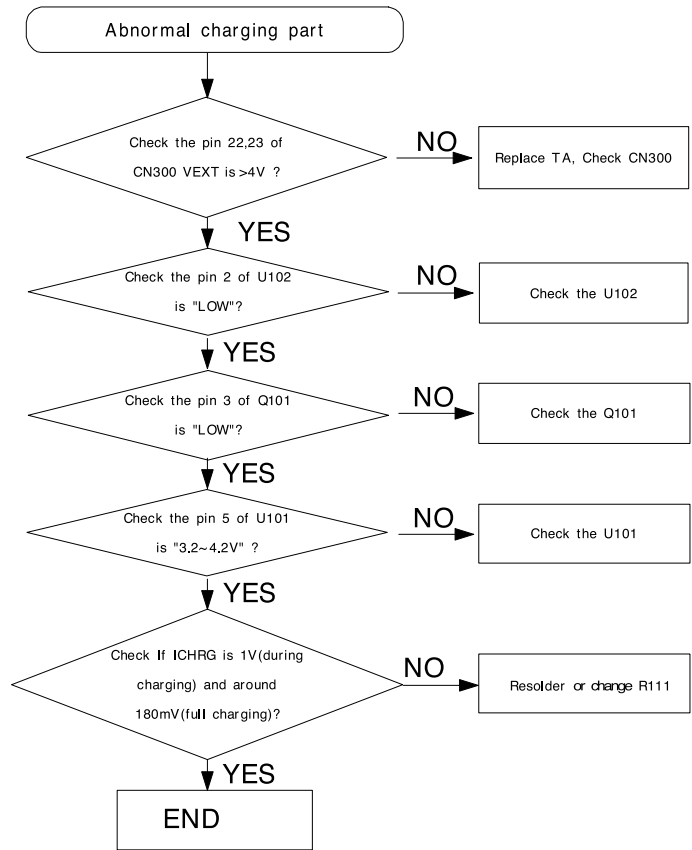 Abnormal charging part
Check the pin 22,23 of
CN300 VEXT is >4V ?
NO
Replace TA, Check CN300
YES
Check the pin 2 of U102
is "LOW"?
NO
Check the U102
YES
Check the pin 3 of Q101
is "LOW"?
NO
Check the Q101
YES
Check the pin 5 of U101
is "3.2~4.2V" ?
NO
Check the U101
YES
Check If ICHRG is 1V(during
charging) and around
180mV(full charging)?
NO
Resolder or change R111
YES
END